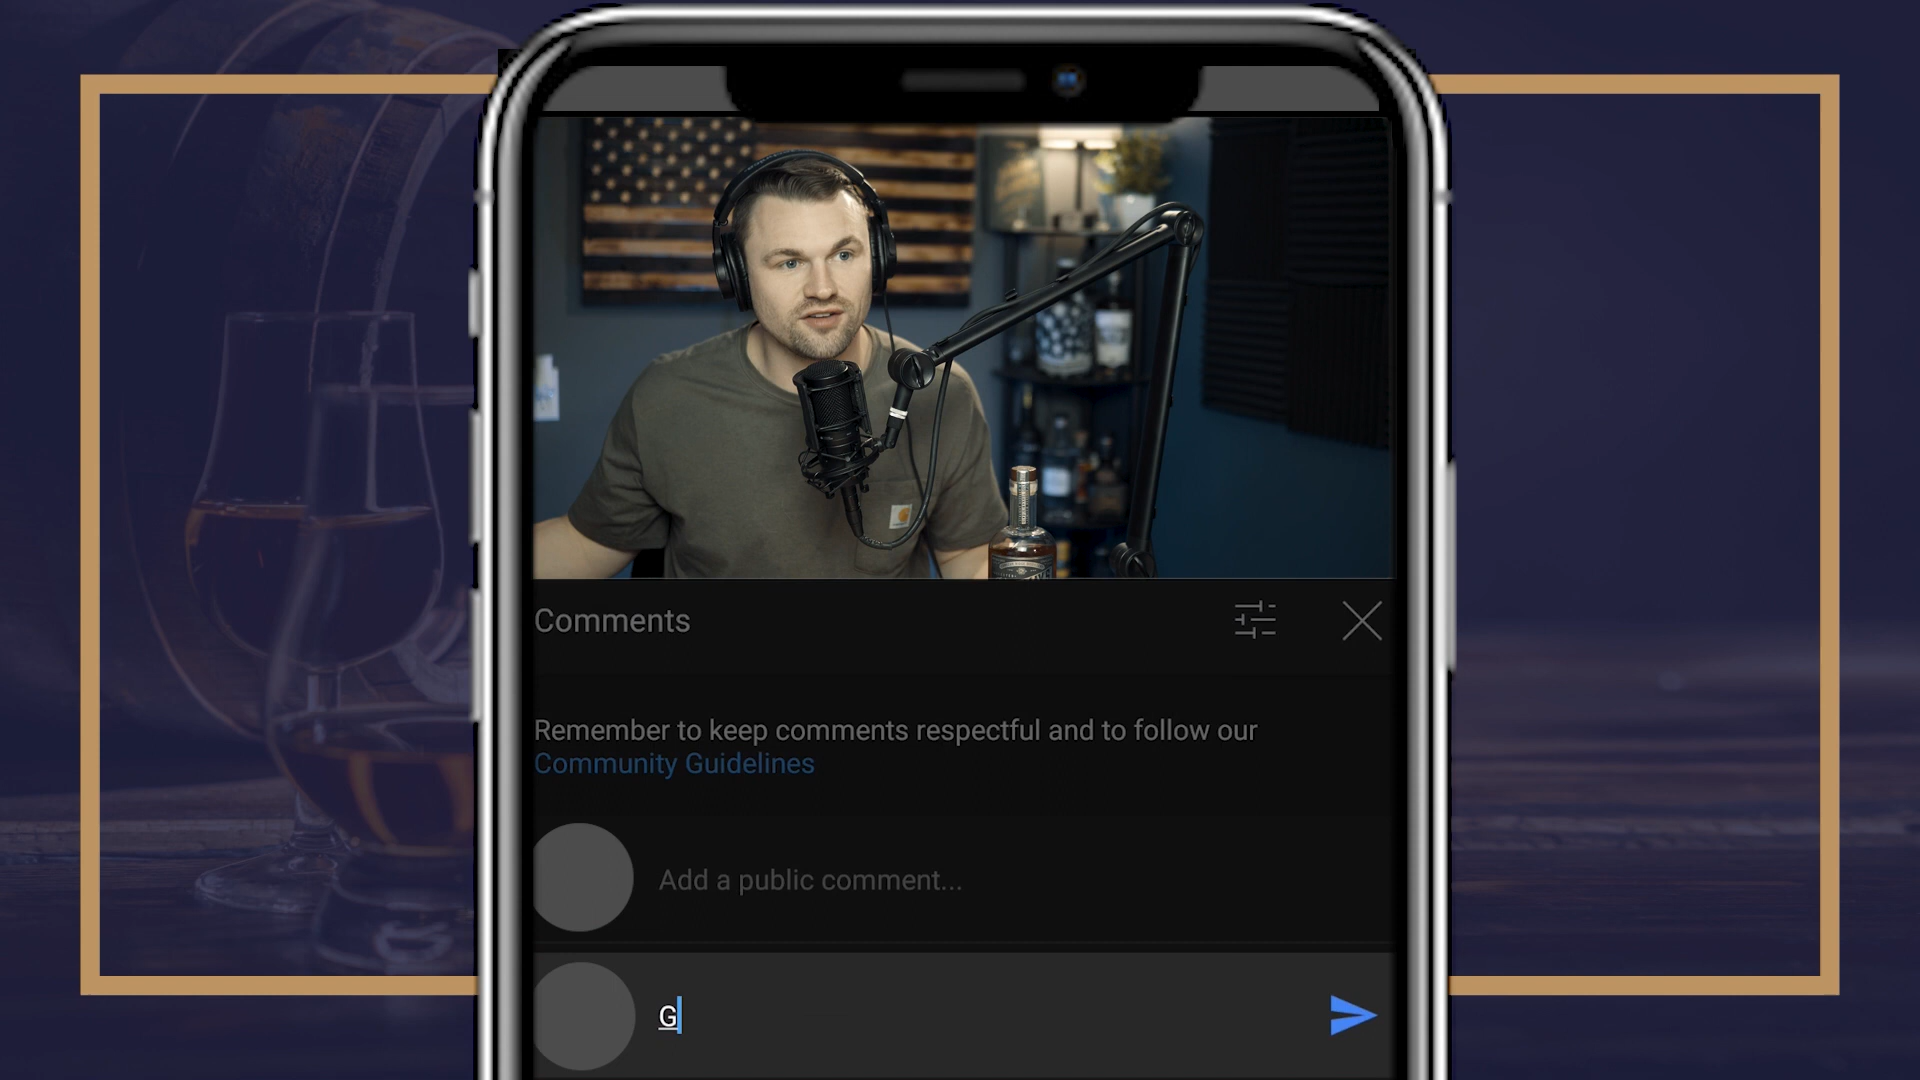 Comments
Remember to keep comments respectful and to follow our
Community Guidelines
Add a public comment...
G